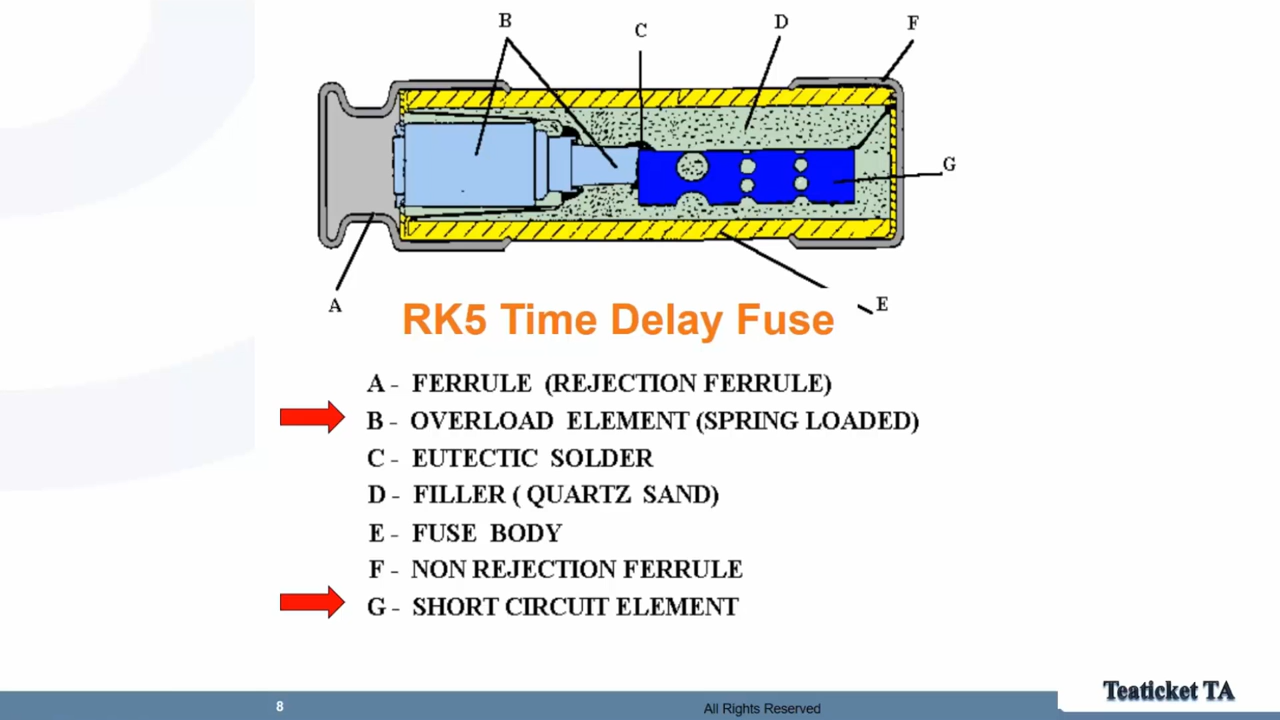 B
C
D
F
G
A
E
RK5 Time Delay Fuse
A - FERRULE (REJECTION FERRULE)
B - OVERLOAD ELEMENT (SPRING LOADED)
C - EUTECTIC SOLDER
D - FILLER ( QUARTZ SAND)
E - FUSE BODY
F - NON REJECTION FERRULE
G - SHORT CIRCUIT ELEMENT
8
All Rights Reserved
Teaticket TA